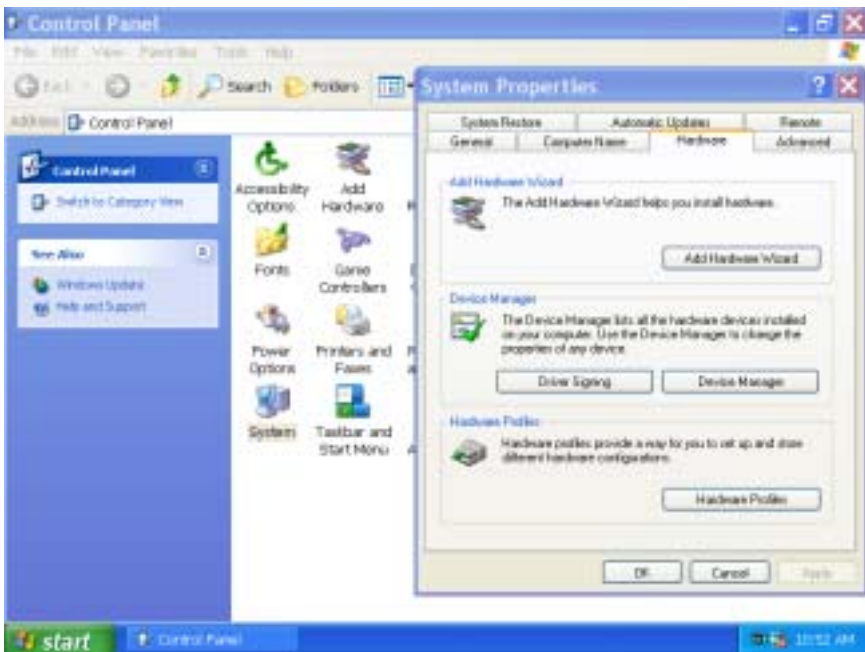 Control Panel
File Edit View Favorites Tools Help
Back Search Folders
Address Control Panel
Control Panel
Switch to Category View
See Also
Windows Update
Help and Support
Accessibility Options
Add Hardware
Fonts
Game Controllers
Power Options
Printers and Faxes
System
Taskbar and Start Menu
System Properties
System Restore Automatic Updates Remote
General Computer Name Hardware Advanced
Add Hardware Wizard
The Add Hardware Wizard helps you install hardware.
Add Hardware Wizard
Device Manager
The Device Manager lists all the hardware devices installed
on your computer. Use the Device Manager to change the
properties of any device.
Driver Signing Device Manager
Hardware Profiles
Hardware profiles provide a way for you to set up and store
different hardware configurations.
Hardware Profiles
OK Cancel Apply
start Control Panel 10:52 AM